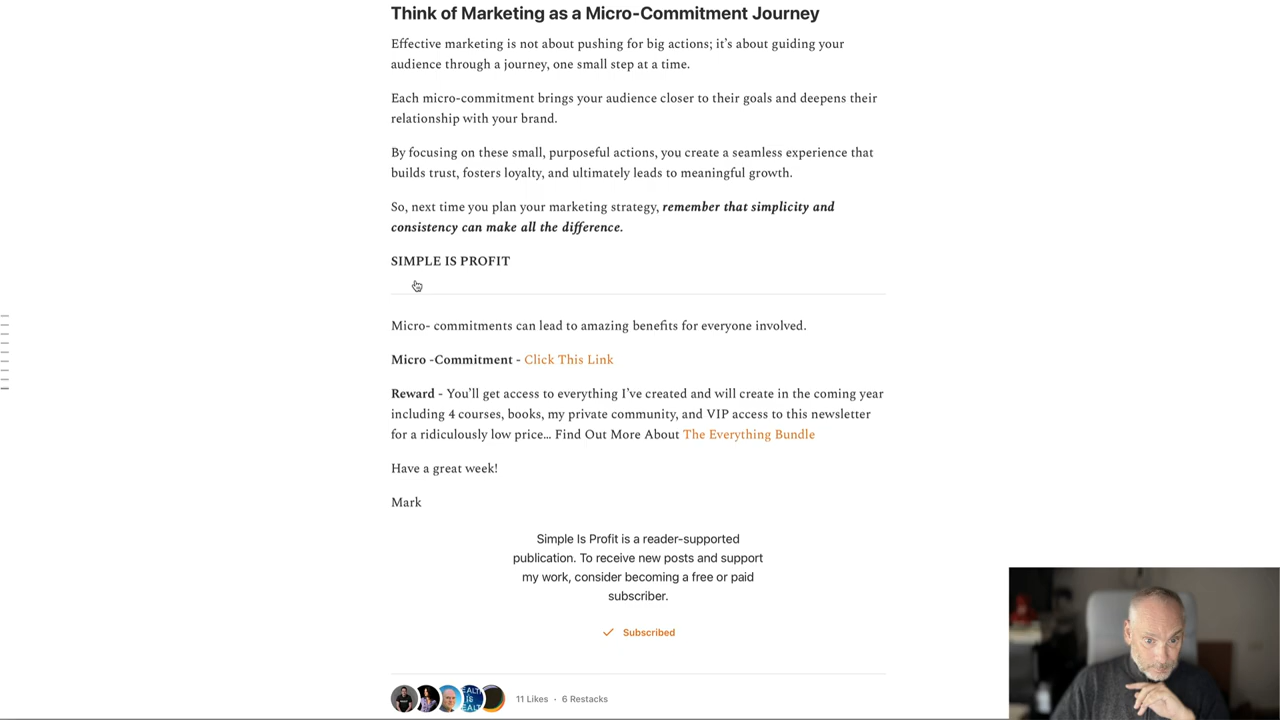 Think of Marketing as a Micro-Commitment Journey
Effective marketing is not about pushing for big actions; it’s about guiding your
audience through a journey, one small step at a time.
Each micro-commitment brings your audience closer to their goals and deepens their
relationship with your brand.
By focusing on these small, purposeful actions, you create a seamless experience that
builds trust, fosters loyalty, and ultimately leads to meaningful growth.
So, next time you plan your marketing strategy, remember that simplicity and
consistency can make all the difference.
SIMPLE IS PROFIT
Micro- commitments can lead to amazing benefits for everyone involved.
Micro -Commitment - Click This Link
Reward - You’ll get access to everything I’ve created and will create in the coming year
including 4 courses, books, my private community, and VIP access to this newsletter
for a ridiculously low price... Find Out More About The Everything Bundle
Have a great week!
Mark
Simple Is Profit is a reader-supported
publication. To receive new posts and support
my work, consider becoming a free or paid
subscriber.
Subscribed
11 Likes · 6 Restacks